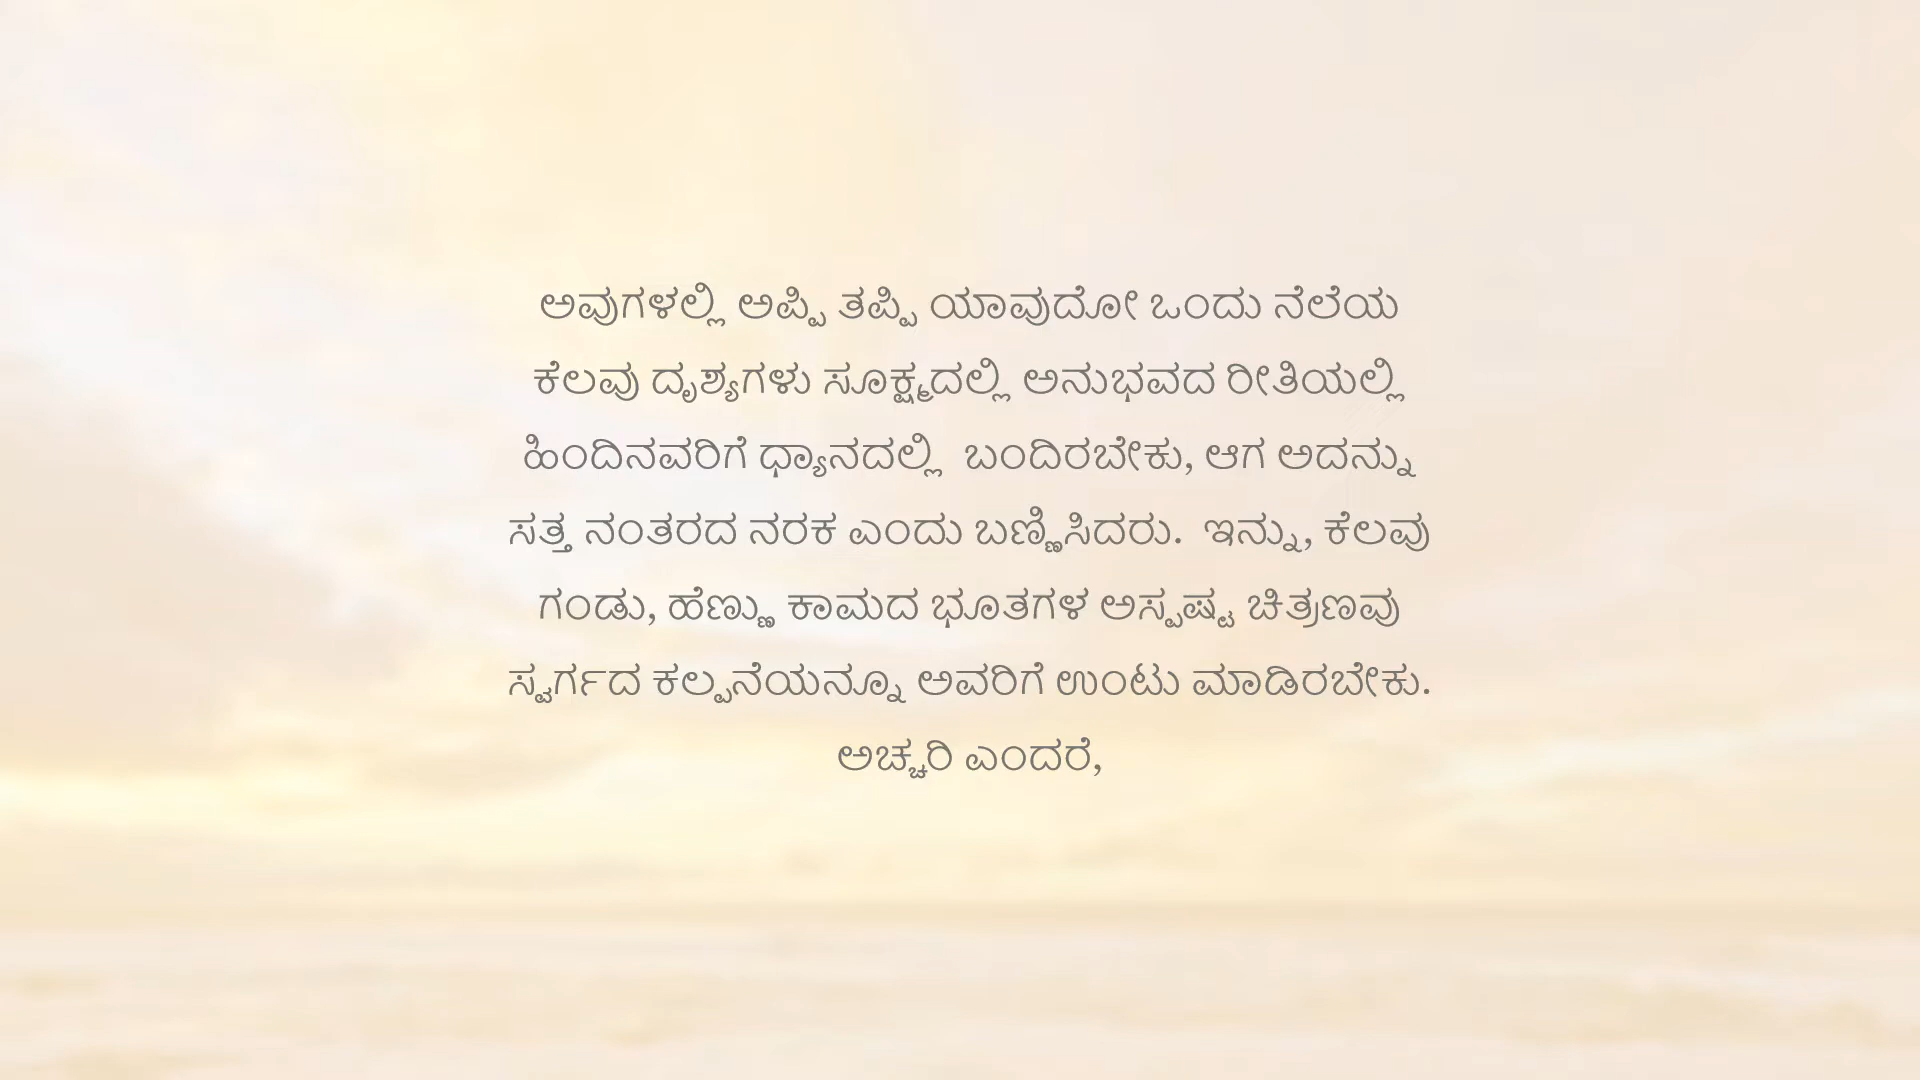 ಅವುಗಳಲ್ಲಿ ಅಪ್ಪಿ ತಪ್ಪಿ ಯಾವುದೋ ಒಂದು ನೆಲೆಯ
ಕೆಲವು ದೃಶ್ಯಗಳು ಸೂಕ್ಷ್ಮದಲ್ಲಿ ಅನುಭವದ ರೀತಿಯಲ್ಲಿ
ಹಿಂದಿನವರಿಗೆ ಧ್ಯಾನದಲ್ಲಿ ಬಂದಿರಬೇಕು, ಆಗ ಅದನ್ನು
ಸತ್ತ ನಂತರದ ನರಕ ಎಂದು ಬಣ್ಣಿಸಿದರು. ಇನ್ನು, ಕೆಲವು
ಗಂಡು, ಹೆಣ್ಣು ಕಾಮದ ಭೂತಗಳ ಅಸ್ಪಷ್ಟ ಚಿತ್ರಣವು
ಸ್ವರ್ಗದ ಕಲ್ಪನೆಯನ್ನೂ ಅವರಿಗೆ ಉಂಟು ಮಾಡಿರಬೇಕು.
ಅಚ್ಚರಿ ಎಂದರೆ,